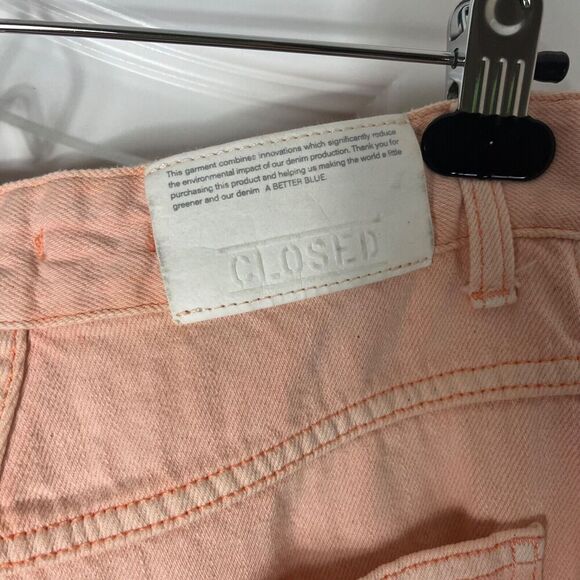 This garment combines innovations which significantly reduce
the environmental impact of our denim production. Thank you for
purchasing this product and helping us making the world a little
greener and our denim A BETTER BLUE.
CLOSED